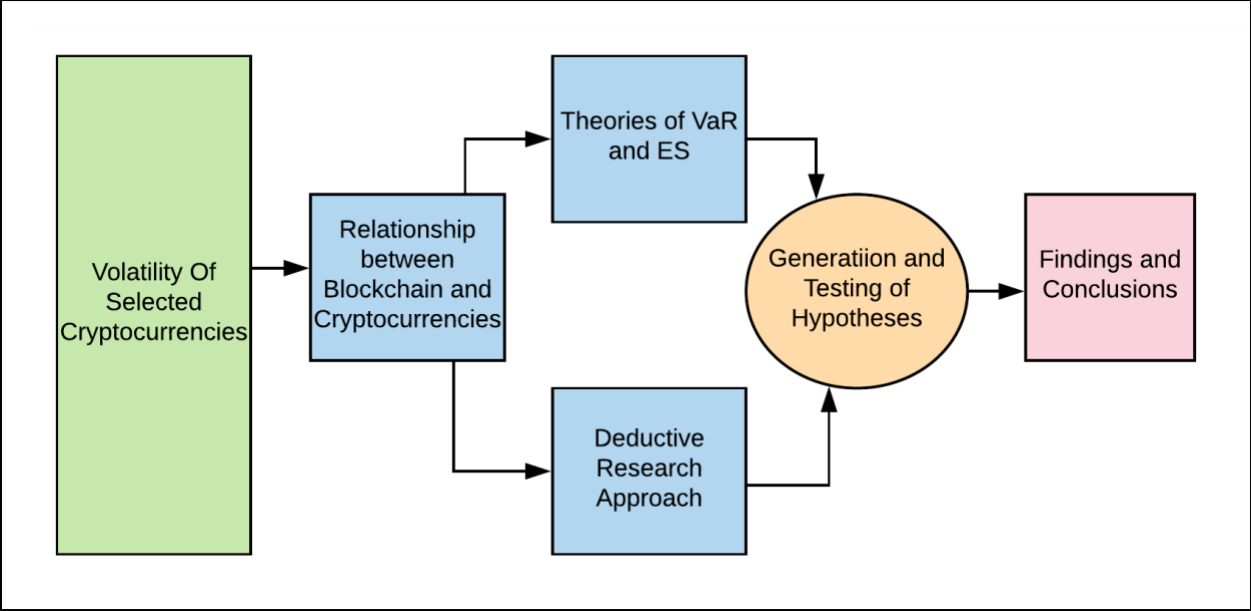 Volatility Of
Selected
Cryptocurrencies
Relationship
between
Blockchain and
Cryptocurrencies
Theories of VaR
and ES
Deductive
Research
Approach
Generatiion and
Testing of
Hypotheses
Findings and
Conclusions